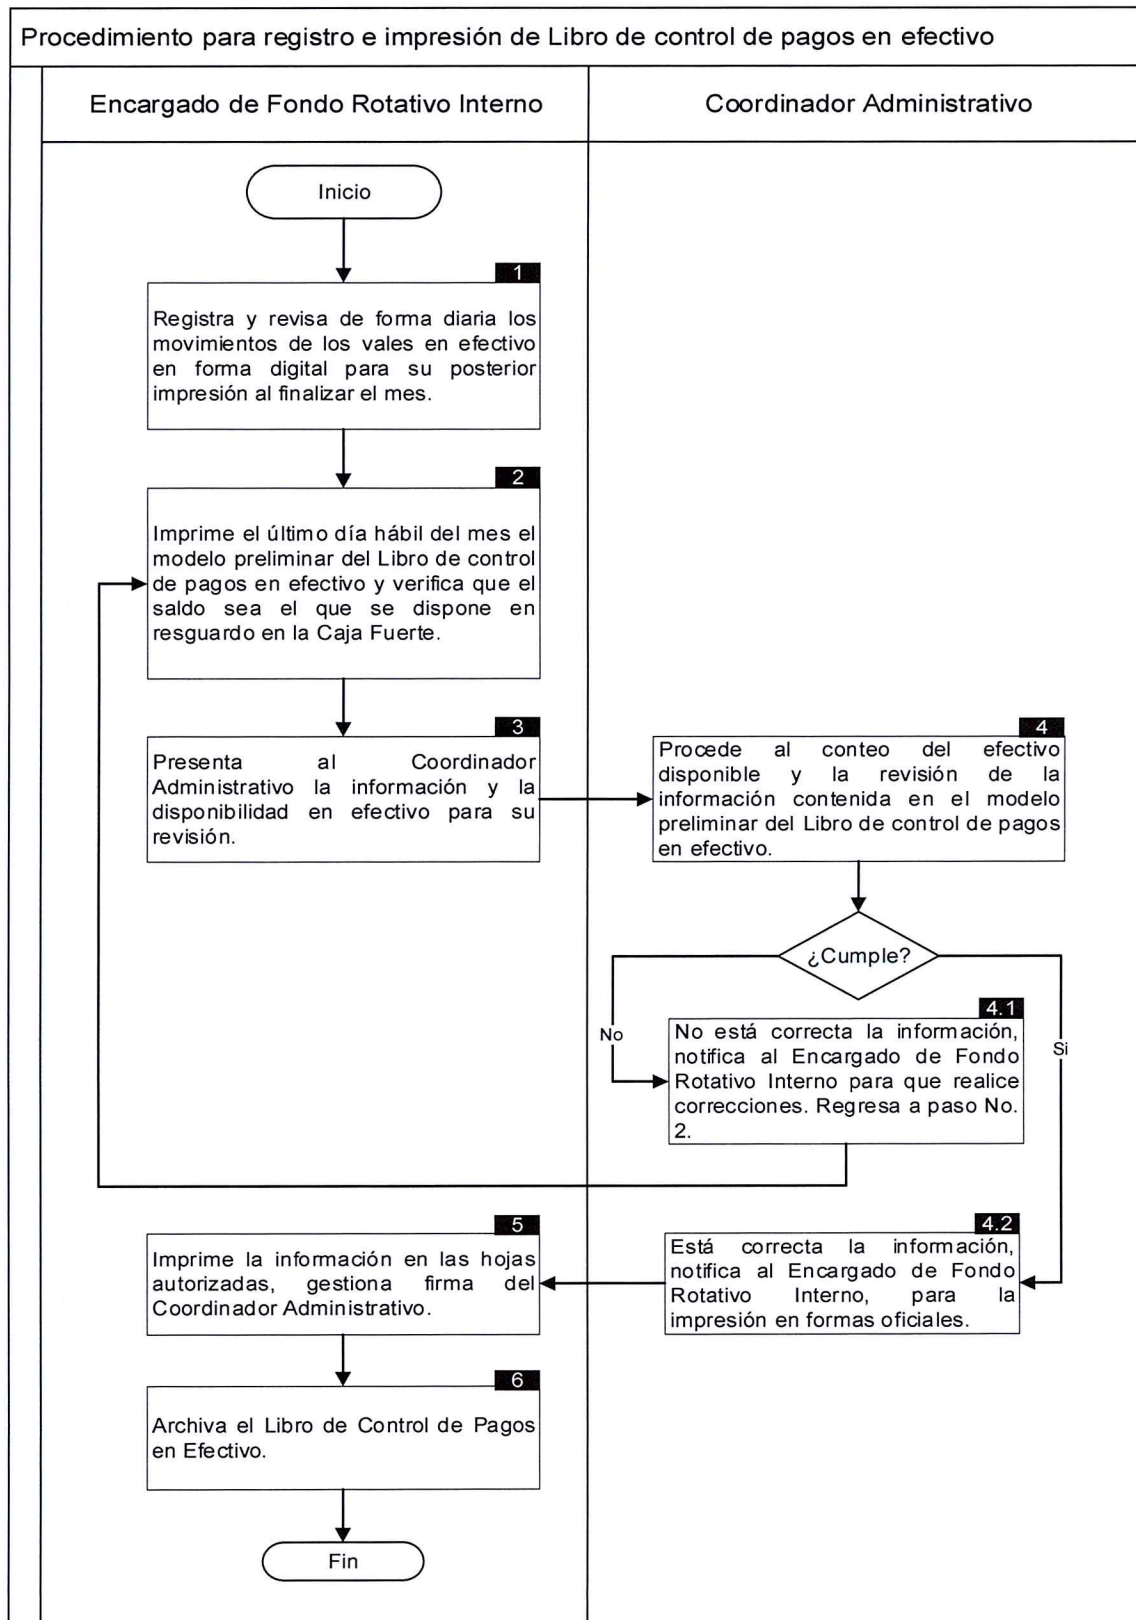 Procedimiento para registro e impresión de Libro de control de pagos en efectivo
Encargado de Fondo Rotativo Interno
Coordinador Administrativo
Inicio
1
Registra y revisa de forma diaria los
movimientos de los vales en efectivo
en forma digital para su posterior
impresión al finalizar el mes.
2
Imprime el último día hábil del mes el
modelo preliminar del Libro de control
de pagos en efectivo y verifica que el
saldo sea el que se dispone en
resguardo en la Caja Fuerte.
3
Presenta al Coordinador
Administrativo la información y la
disponibilidad en efectivo para su
revisión.
4
Procede al conteo del efectivo
disponible y la revisión de la
información contenida en el modelo
preliminar del Libro de control de pagos
en efectivo.
¿Cumple?
No
Si
4.1
No está correcta la información,
notifica al Encargado de Fondo
Rotativo Interno para que realice
correcciones. Regresa a paso No.
2.
4.2
Está correcta la información,
notifica al Encargado de Fondo
Rotativo Interno, para la
impresión en formas oficiales.
5
Imprime la información en las hojas
autorizadas, gestiona firma del
Coordinador Administrativo.
6
Archiva el Libro de Control de Pagos
en Efectivo.
Fin